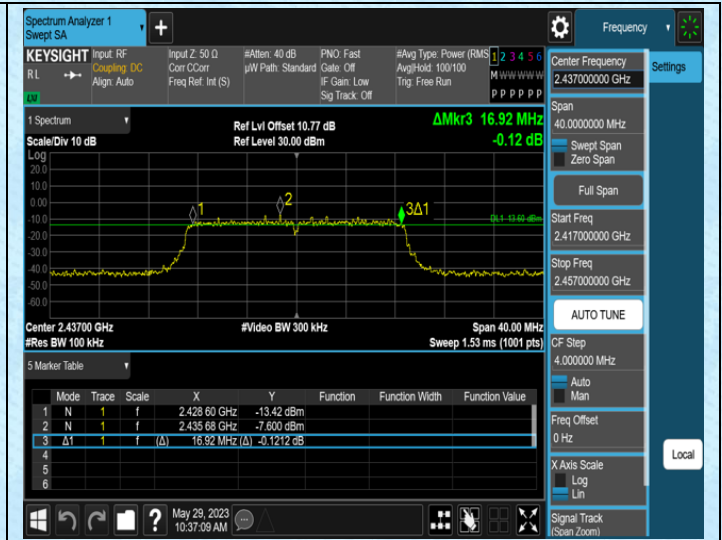 Spectrum Analyzer 1
Swept SA
+
Frequency
KEYSIGHT
RL
LXI
Input: RF
Coupling: DC
Align: Auto
Input Z: 50 Ω
Corr CCorr
Freq Ref: Int (S)
#Atten: 40 dB
µW Path: Standard
PNO: Fast
Gate: Off
IF Gain: Low
Sig Track: Off
#Avg Type: Power (RMS
Avg|Hold: 100/100
Trig: Free Run
1 2 3 4 5 6
M W W W W W
P P P P P P
1 Spectrum
Scale/Div 10 dB
Ref Lvl Offset 10.77 dB
Ref Level 30.00 dBm
ΔMkr3 16.92 MHz
-0.12 dB
Log
20.0
10.0
0.00
-10.0
-20.0
-30.0
-40.0
-50.0
-60.0
1
2
3Δ1
DL1 -13.60 dBm
Center 2.43700 GHz
#Res BW 100 kHz
#Video BW 300 kHz
Span 40.00 MHz
Sweep 1.53 ms (1001 pts)
5 Marker Table
Mode Trace Scale X Y Function Function Width Function Value
1 N 1 f 2.428 60 GHz -13.42 dBm
2 N 1 f 2.435 68 GHz -7.600 dBm
3 Δ1 1 f (Δ) 16.92 MHz (Δ) -0.1212 dB
4
5
6
?
May 29, 2023
10:37:09 AM
Center Frequency
2.437000000 GHz
Span
40.0000000 MHz
Swept Span
Zero Span
Full Span
Start Freq
2.417000000 GHz
Stop Freq
2.457000000 GHz
AUTO TUNE
CF Step
4.000000 MHz
Auto
Man
Freq Offset
0 Hz
X Axis Scale
Log
Lin
Signal Track
(Span Zoom)
Settings
Local